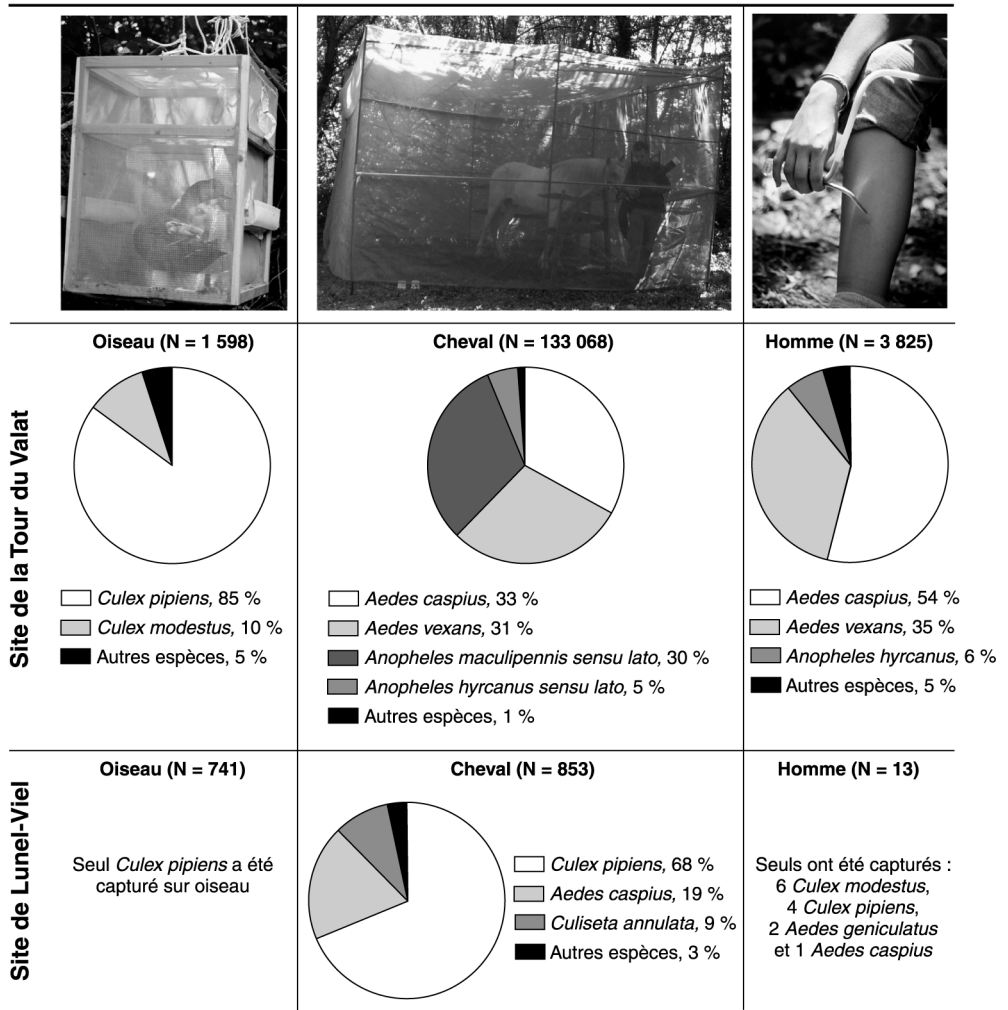 Site de la Tour du Valat
Oiseau (N = 1 598)
Culex pipiens, 85 %
Culex modestus, 10 %
Autres espèces, 5 %
Cheval (N = 133 068)
Aedes caspius, 33 %
Aedes vexans, 31 %
Anopheles maculipennis sensu lato, 30 %
Anopheles hyrcanus sensu lato, 5 %
Autres espèces, 1 %
Homme (N = 3 825)
Aedes caspius, 54 %
Aedes vexans, 35 %
Anopheles hyrcanus, 6 %
Autres espèces, 5 %
Site de Lunel-Viel
Oiseau (N = 741)
Seul Culex pipiens a été
capturé sur oiseau
Cheval (N = 853)
Culex pipiens, 68 %
Aedes caspius, 19 %
Culiseta annulata, 9 %
Autres espèces, 3 %
Homme (N = 13)
Seuls ont été capturés :
6 Culex modestus,
4 Culex pipiens,
2 Aedes geniculatus
et 1 Aedes caspius